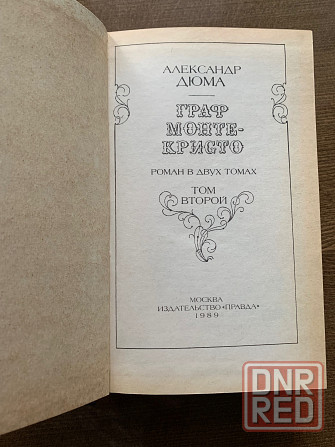 АЛЕКСАНДР
ДЮМА
ГРАФ
МОНТЕ-
КРИСТО
РОМАН В ДВУХ ТОМАХ
ТОМ
ВТОРОЙ
МОСКВА
ИЗДАТЕЛЬСТВО «ПРАВДА»
1989
DNR
RED